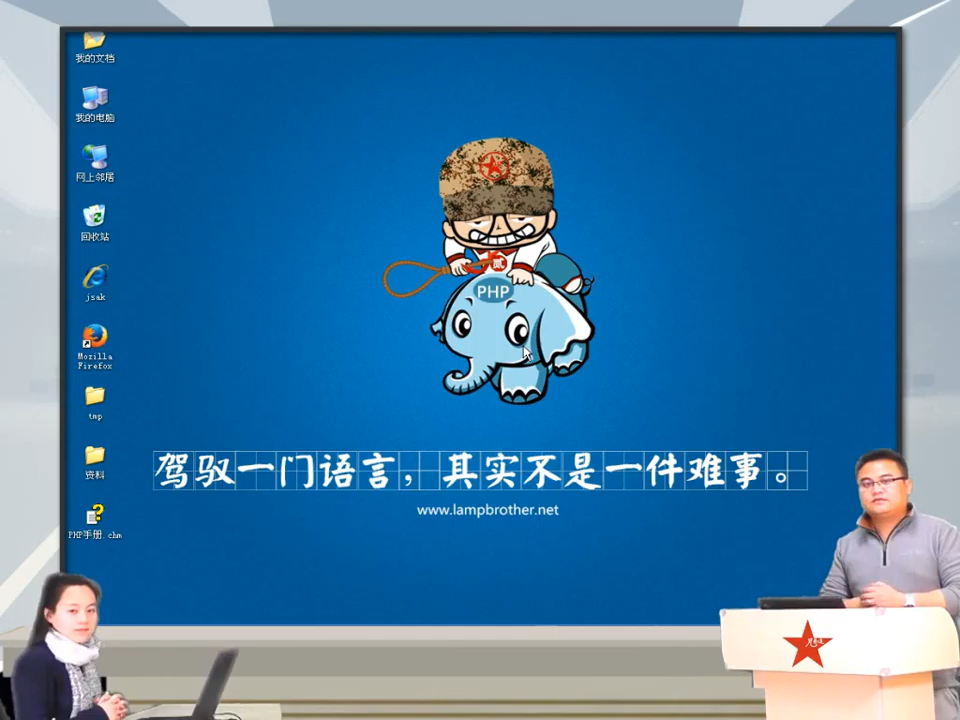 我的文档
我的电脑
网上邻居
回收站
jsak
Mozilla
Firefox
tmp
资料
PHP手册.chm
贰
PHP
驾驭一门语言，其实不是一件难事。
www.lampbrother.net